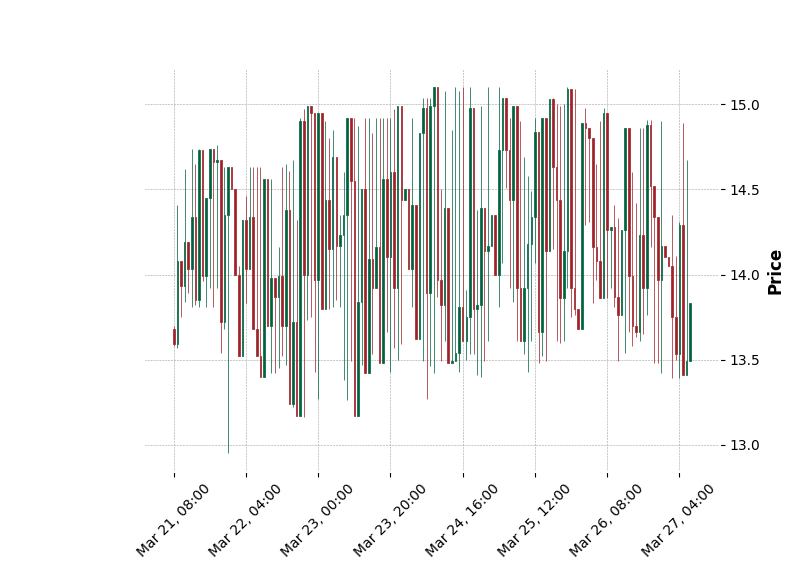 15.0
14.5
14.0
13.5
13.0
Price
Mar 21, 08:00
Mar 22, 04:00
Mar 23, 00:00
Mar 23, 20:00
Mar 24, 16:00
Mar 25, 12:00
Mar 26, 08:00
Mar 27, 04:00